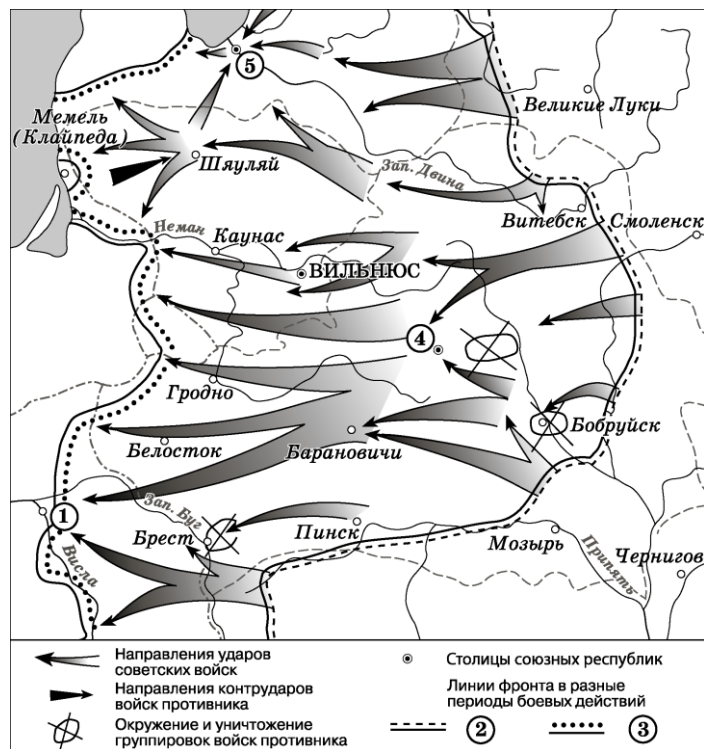 5
Великие Луки
Мемель
(Клайпеда)
Шяуляй
Зап. Двина
Витебск
Смоленск
Неман
Каунас
ВИЛЬНЮС
4
Гродно
Бобруйск
Белосток
Барановичи
1
Зап. Буг
Брест
Пинск
Мозырь
Припять
Чернигов
Висла
Направления ударов
советских войск
Направления контрударов
войск противника
Окружение и уничтожение
группировок войск противника
Столицы союзных республик
Линии фронта в разные
периоды боевых действий
2
3